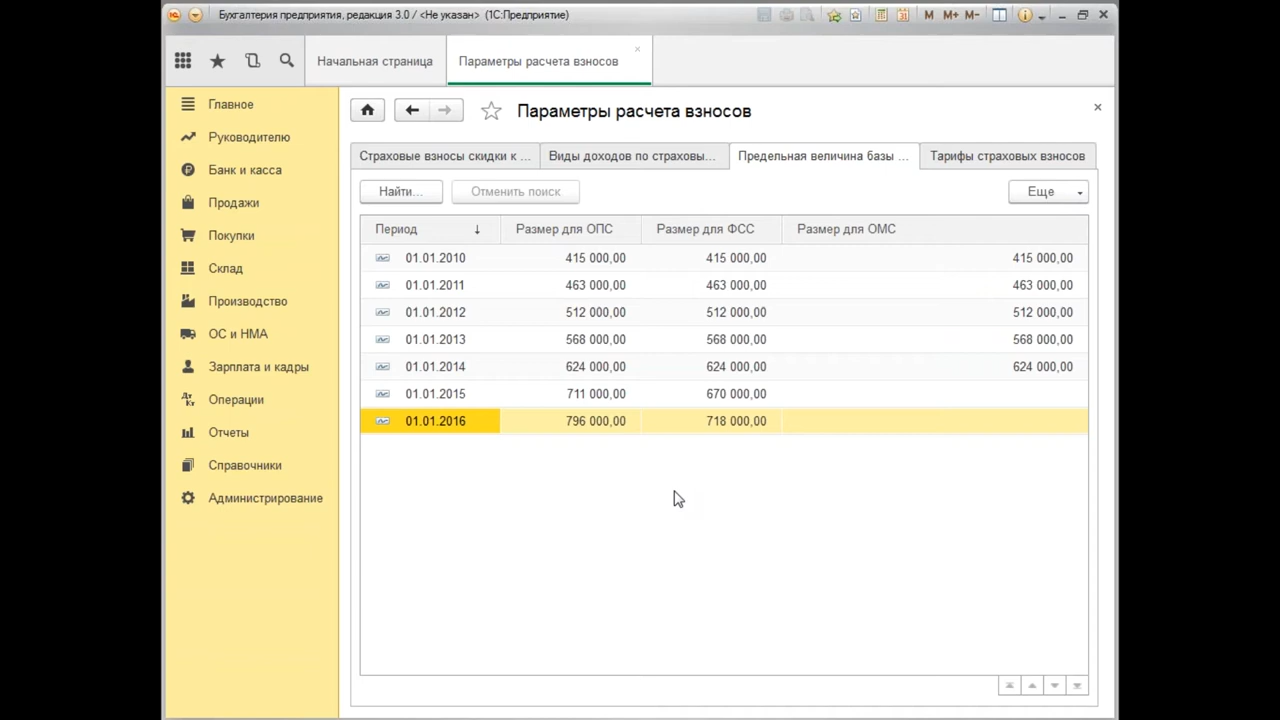 Бухгалтерия предприятия, редакция 3.0 / <Не указан> (1С:Предприятие)
M M+ M-
Начальная страница
Параметры расчета взносов
Главное
Руководителю
Банк и касса
Продажи
Покупки
Склад
Производство
ОС и НМА
Зарплата и кадры
Операции
Отчеты
Справочники
Администрирование
Параметры расчета взносов
Страховые взносы скидки к ... Виды доходов по страховы... Предельная величина базы ... Тарифы страховых взносов
Найти... Отменить поиск Еще
Период Размер для ОПС Размер для ФСС Размер для ОМС
01.01.2010 415 000,00 415 000,00 415 000,00
01.01.2011 463 000,00 463 000,00 463 000,00
01.01.2012 512 000,00 512 000,00 512 000,00
01.01.2013 568 000,00 568 000,00 568 000,00
01.01.2014 624 000,00 624 000,00 624 000,00
01.01.2015 711 000,00 670 000,00
01.01.2016 796 000,00 718 000,00